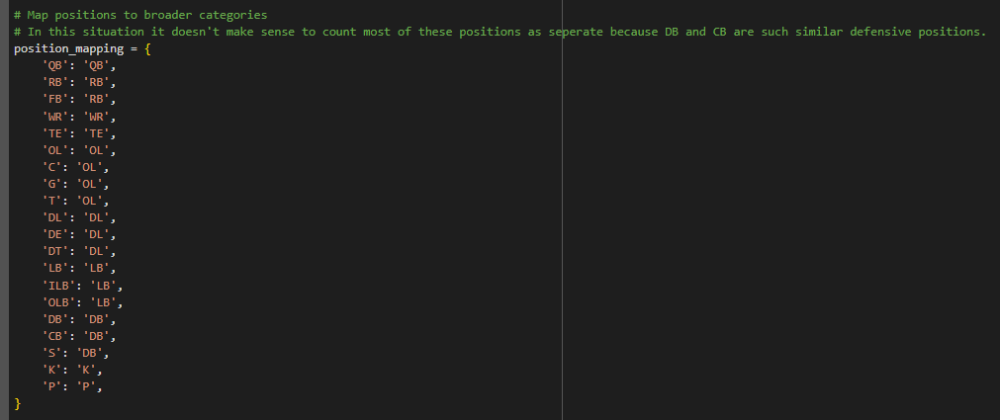 # Map positions to broader categories
# In this situation it doesn't make sense to count most of these positions as seperate because DB and CB are such similar defensive positions.
position_mapping = {
    'QB': 'QB',
    'RB': 'RB',
    'FB': 'RB',
    'WR': 'WR',
    'TE': 'TE',
    'OL': 'OL',
    'C': 'OL',
    'G': 'OL',
    'T': 'OL',
    'DL': 'DL',
    'DE': 'DL',
    'DT': 'DL',
    'LB': 'LB',
    'ILB': 'LB',
    'OLB': 'LB',
    'DB': 'DB',
    'CB': 'DB',
    'S': 'DB',
    'K': 'K',
    'P': 'P',
}